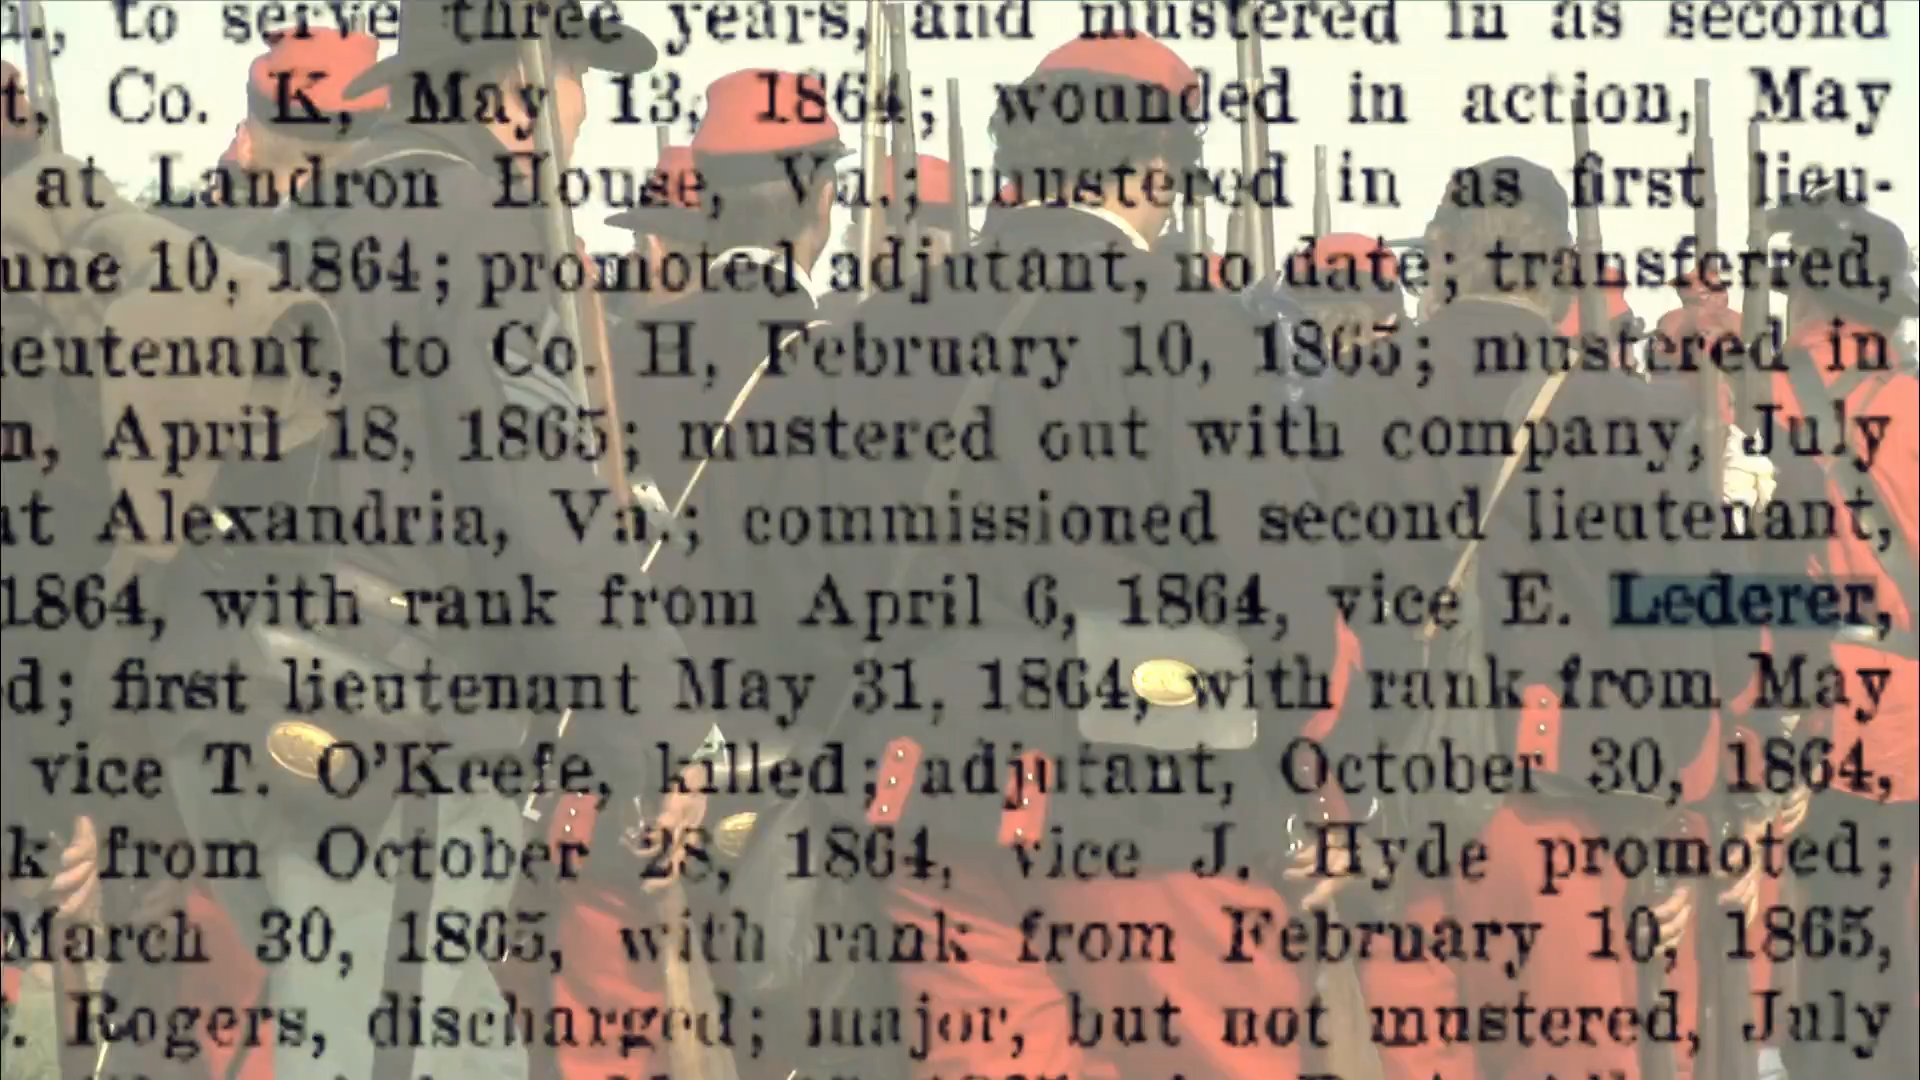 to serve three years, and mustered in as second
t, Co. K, May 13, 1864; wounded in action, May
at Landron House, Va.; mustered in as first lieu-
une 10, 1864; promoted adjutant, no date; transferred,
ieutenant, to Co. H, February 10, 1865; mustered in
n, April 18, 1865; mustered out with company, July
at Alexandria, Va.; commissioned second lieutenant,
1864, with rank from April 6, 1864, vice E. Lederer,
d; first lieutenant May 31, 1864, with rank from May
vice T. O'Keefe, killed; adjutant, October 30, 1864,
k from October 28, 1864, vice J. Hyde promoted;
March 30, 1865, with rank from February 10, 1865,
Rogers, discharged; major, but not mustered, July